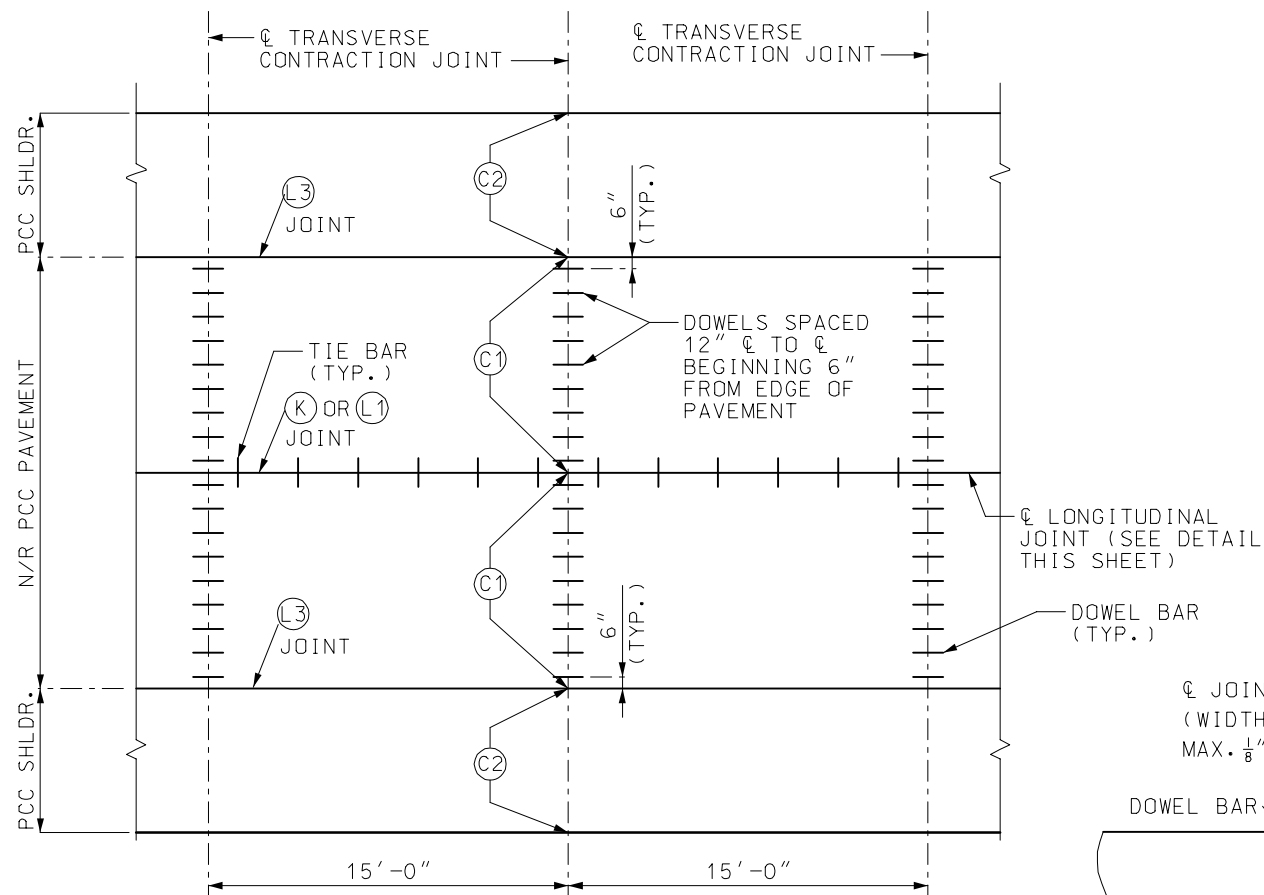 ℄ TRANSVERSE
CONTRACTION JOINT
℄ TRANSVERSE
CONTRACTION JOINT
PCC SHLDR.
C2
6"
(TYP.)
L3
JOINT
N/R PCC PAVEMENT
TIE BAR
(TYP.)
K OR L1
JOINT
C1
DOWELS SPACED
12" ℄ TO ℄
BEGINNING 6"
FROM EDGE OF
PAVEMENT
℄ LONGITUDINAL
JOINT (SEE DETAIL
THIS SHEET)
C1
L3
JOINT
6"
(TYP.)
DOWEL BAR
(TYP.)
PCC SHLDR.
C2
℄ JOIN
(WIDTH
MAX. 1/8"
DOWEL BAR
15'-0"
15'-0"